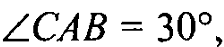 ∠CAB = 30°,